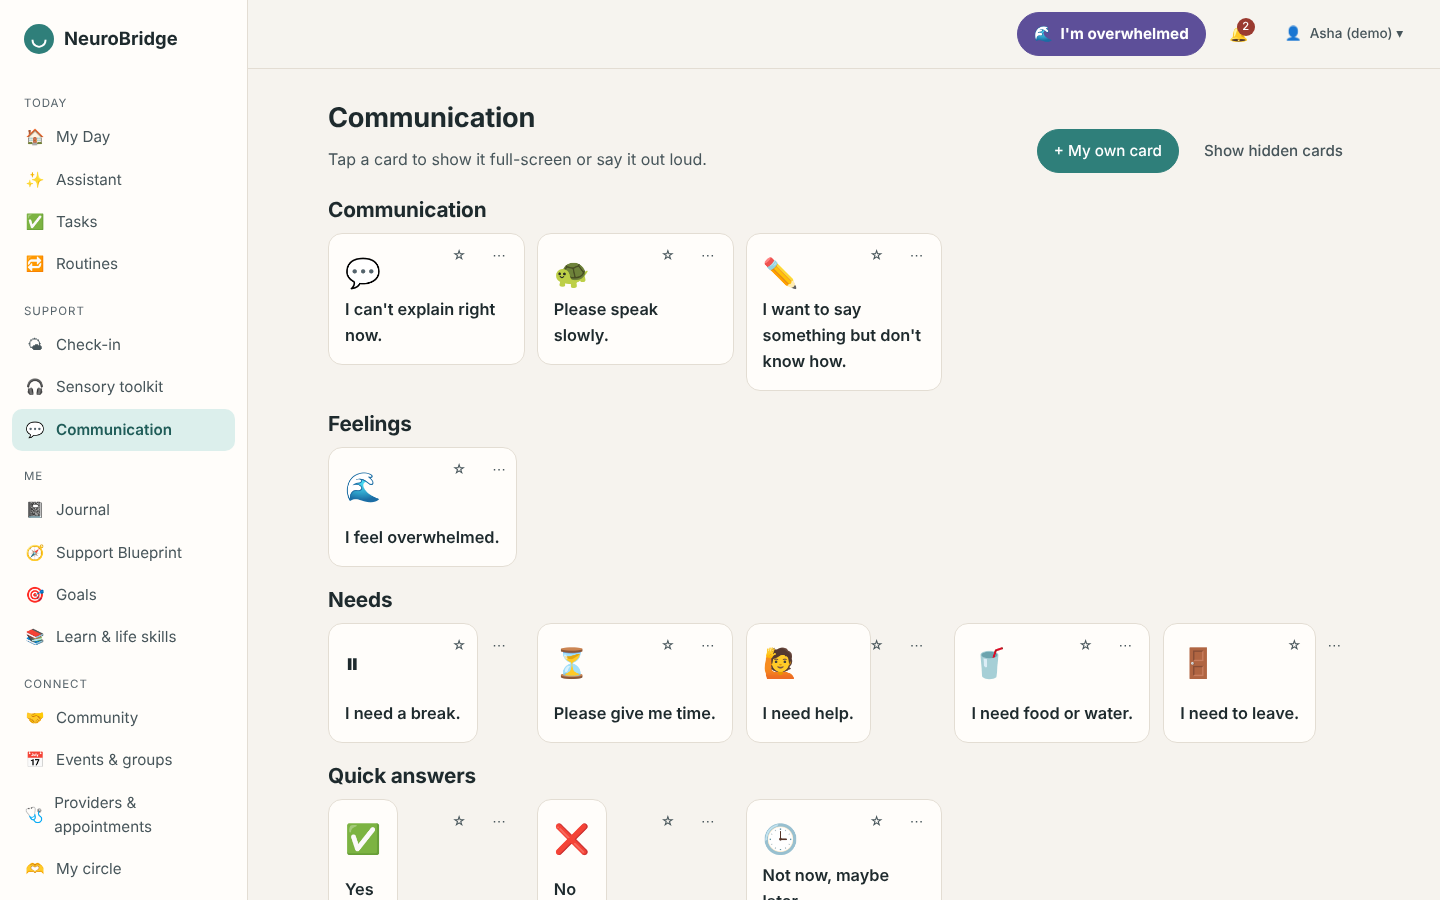 NeuroBridge
I'm overwhelmed
2
Asha (demo) ▾
TODAY
My Day
Assistant
Tasks
Routines
SUPPORT
Check-in
Sensory toolkit
Communication
ME
Journal
Support Blueprint
Goals
Learn & life skills
CONNECT
Community
Events & groups
Providers &
appointments
My circle
Communication
Tap a card to show it full-screen or say it out loud.
+ My own card
Show hidden cards
Communication
I can't explain right
now.
Please speak
slowly.
I want to say
something but don't
know how.
Feelings
I feel overwhelmed.
Needs
I need a break.
Please give me time.
I need help.
I need food or water.
I need to leave.
Quick answers
Yes
No
Not now, maybe
later.